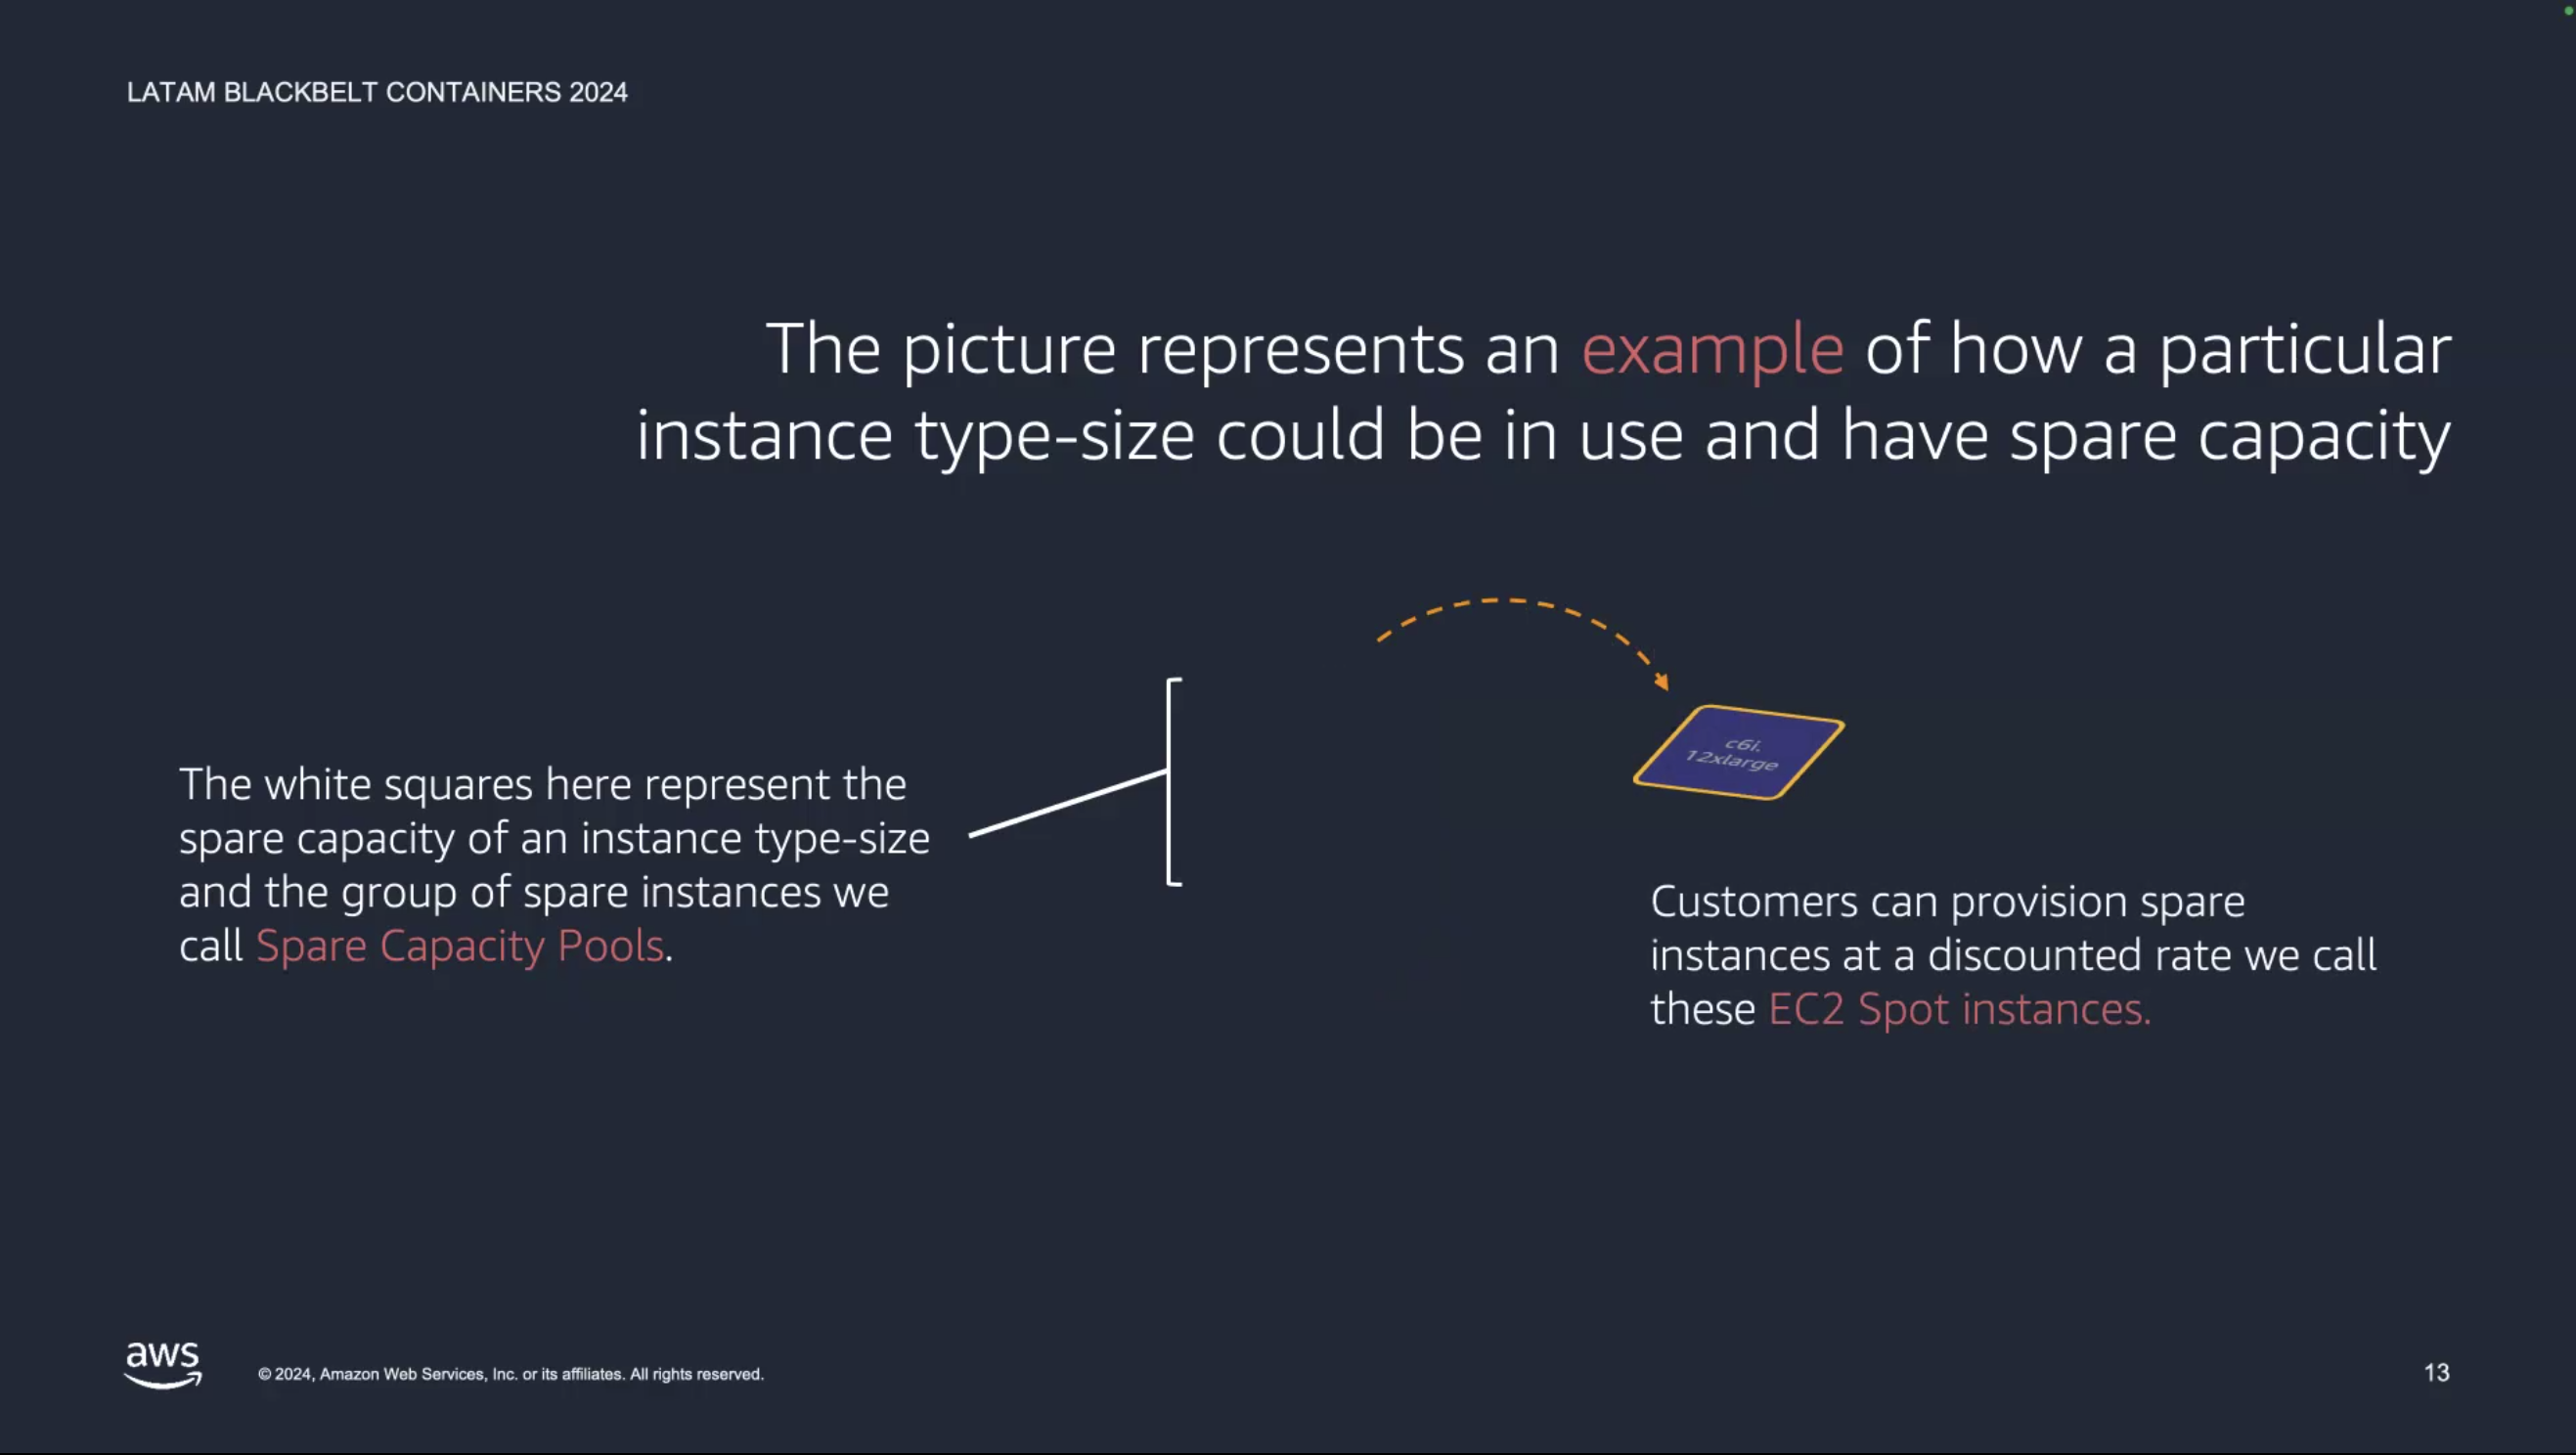 LATAM BLACKBELT CONTAINERS 2024
The picture represents an example of how a particular
instance type-size could be in use and have spare capacity
The white squares here represent the
spare capacity of an instance type-size
and the group of spare instances we
call Spare Capacity Pools.
c6i.
12xlarge
Customers can provision spare
instances at a discounted rate we call
these EC2 Spot instances.
aws
© 2024, Amazon Web Services, Inc. or its affiliates. All rights reserved.
13